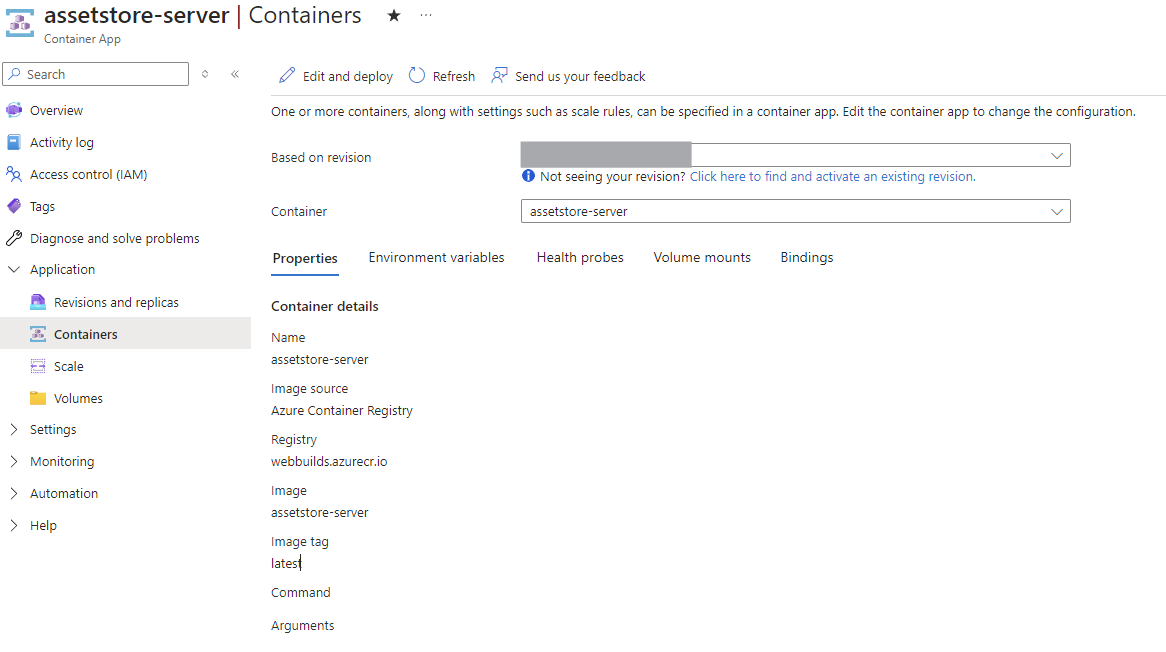 assetstore-server | Containers ★ ···
Container App
Search
Edit and deploy Refresh Send us your feedback
Overview
Activity log
Access control (IAM)
Tags
Diagnose and solve problems
Application
Revisions and replicas
Containers
Scale
Volumes
Settings
Monitoring
Automation
Help
One or more containers, along with settings such as scale rules, can be specified in a container app. Edit the container app to change the configuration.
Based on revision
Not seeing your revision? Click here to find and activate an existing revision.
Container assetstore-server
Properties Environment variables Health probes Volume mounts Bindings
Container details
Name
assetstore-server
Image source
Azure Container Registry
Registry
webbuilds.azurecr.io
Image
assetstore-server
Image tag
latest
Command
Arguments